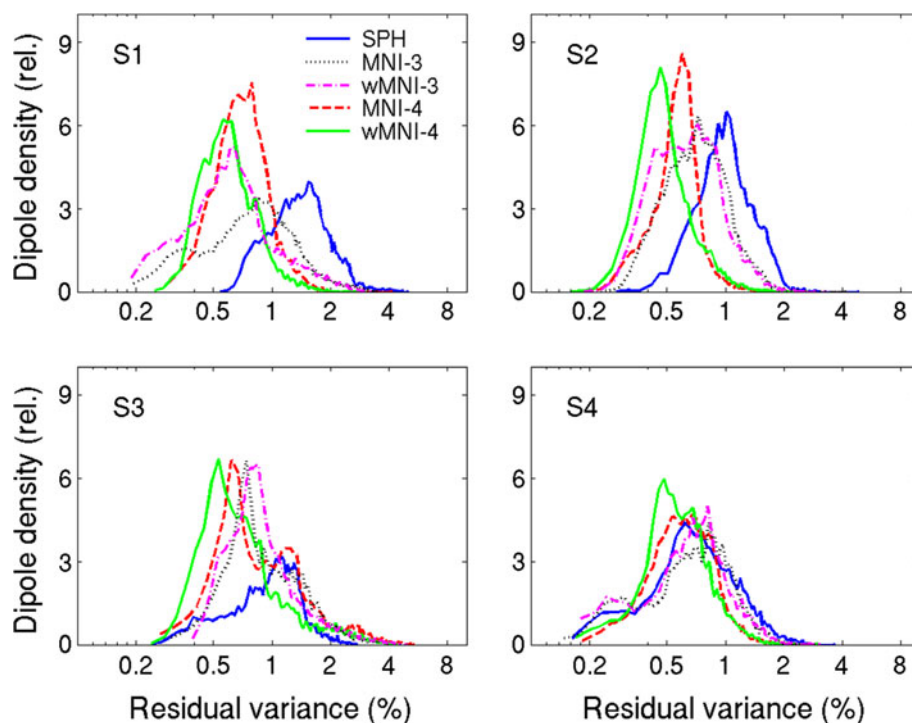 S1
SPH
MNI-3
wMNI-3
MNI-4
wMNI-4
Dipole density (rel.)
9
6
3
0
0.2 0.5 1 2 4 8
S2
9
6
3
0
0.2 0.5 1 2 4 8
S3
Dipole density (rel.)
9
6
3
0
0.2 0.5 1 2 4 8
Residual variance (%)
S4
9
6
3
0
0.2 0.5 1 2 4 8
Residual variance (%)